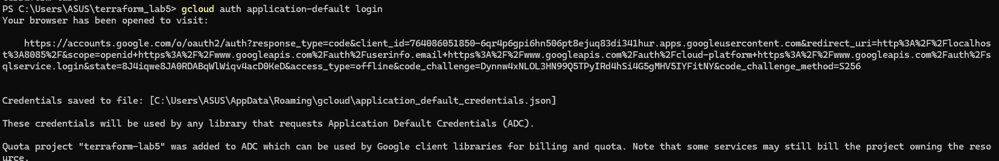 PS C:\Users\ASUS\terraform_lab5> gcloud auth application-default login
Your browser has been opened to visit:
https://accounts.google.com/o/oauth2/auth?response_type=code&client_id=764086051850-6qr4p6gpi6hn506pt8ejuq83di341hur.apps.googleusercontent.com&redirect_uri=http%3A%2F%2Flocalhos
t%3A8085%2F&scope=openid+https%3A%2F%2Fwww.googleapis.com%2Fauth%2Fuserinfo.email+https%3A%2F%2Fwww.googleapis.com%2Fauth%2Fcloud-platform+https%3A%2F%2Fwww.googleapis.com%2Fauth%2Fs
qlservice.login&state=8J4iqwe8JA0RDABqWlWiqv4acD0KeD&access_type=offline&code_challenge=Dynnw4xNLOL3HN99Q5TPyIRd4hSi4G5gMHV5IYFitNY&code_challenge_method=S256
Credentials saved to file: [C:\Users\ASUS\AppData\Roaming\gcloud\application_default_credentials.json]
These credentials will be used by any library that requests Application Default Credentials (ADC).
Quota project "terraform-lab5" was added to ADC which can be used by Google client libraries for billing and quota. Note that some services may still bill the project owning the reso
urce.